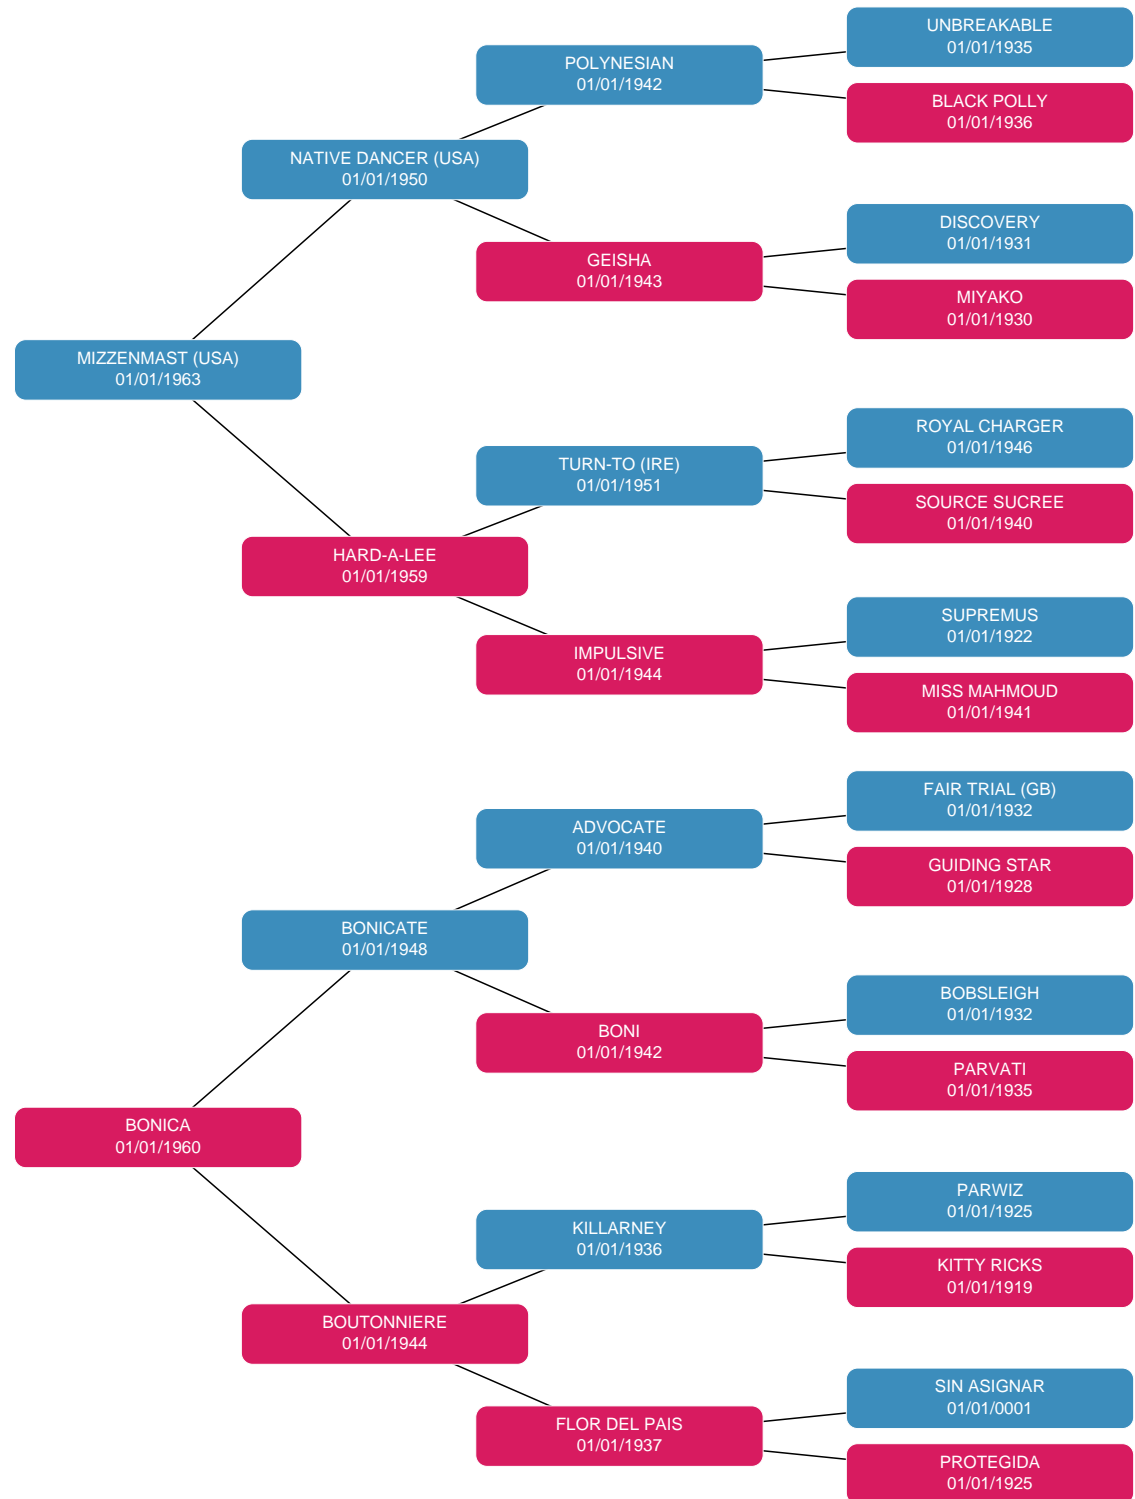 UNBREAKABLE
01/01/1935
POLYNESIAN
01/01/1942
BLACK POLLY
01/01/1936
NATIVE DANCER (USA)
01/01/1950
DISCOVERY
01/01/1931
GEISHA
01/01/1943
MIYAKO
01/01/1930
MIZZENMAST (USA)
01/01/1963
ROYAL CHARGER
01/01/1946
TURN-TO (IRE)
01/01/1951
SOURCE SUCREE
01/01/1940
HARD-A-LEE
01/01/1959
SUPREMUS
01/01/1922
IMPULSIVE
01/01/1944
MISS MAHMOUD
01/01/1941
FAIR TRIAL (GB)
01/01/1932
ADVOCATE
01/01/1940
GUIDING STAR
01/01/1928
BONICATE
01/01/1948
BOBSLEIGH
01/01/1932
BONI
01/01/1942
PARVATI
01/01/1935
BONICA
01/01/1960
PARWIZ
01/01/1925
KILLARNEY
01/01/1936
KITTY RICKS
01/01/1919
BOUTONNIERE
01/01/1944
SIN ASIGNAR
01/01/0001
FLOR DEL PAIS
01/01/1937
PROTEGIDA
01/01/1925